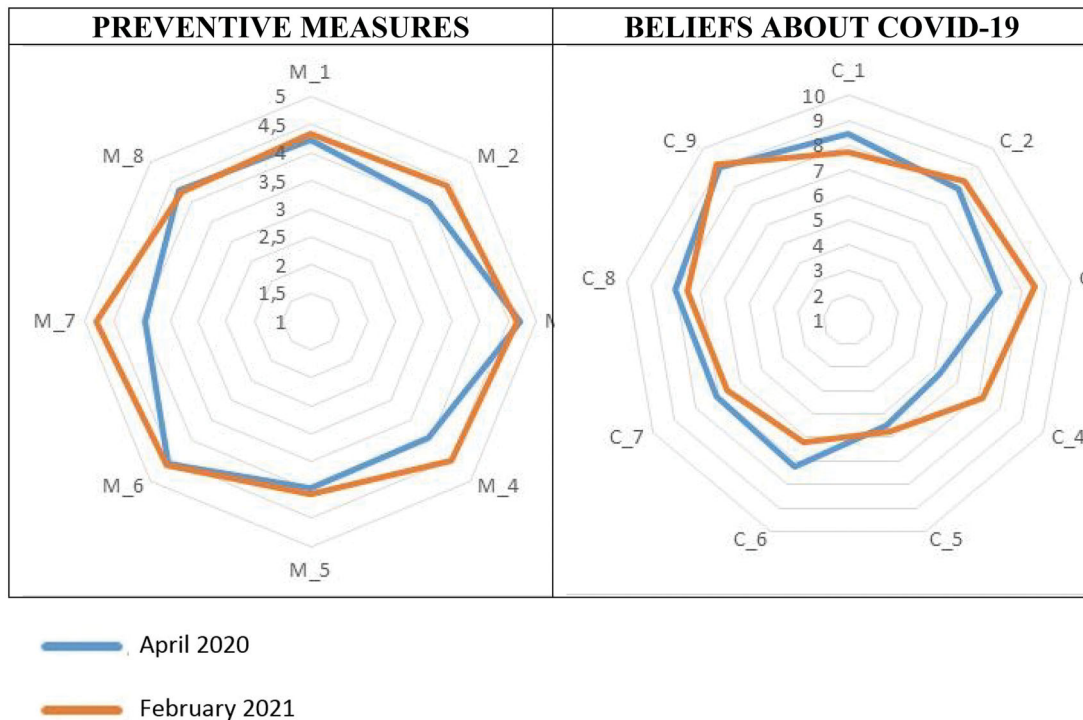 PREVENTIVE MEASURES
BELIEFS ABOUT COVID-19
M_1
5
4,5
4
3,5
3
2,5
2
1,5
1
M_2
M_4
M_5
M_6
M_7
M_8
C_1
10
9
8
7
6
5
4
3
2
1
C_2
C_4
C_5
C_6
C_7
C_8
C_9
April 2020
February 2021